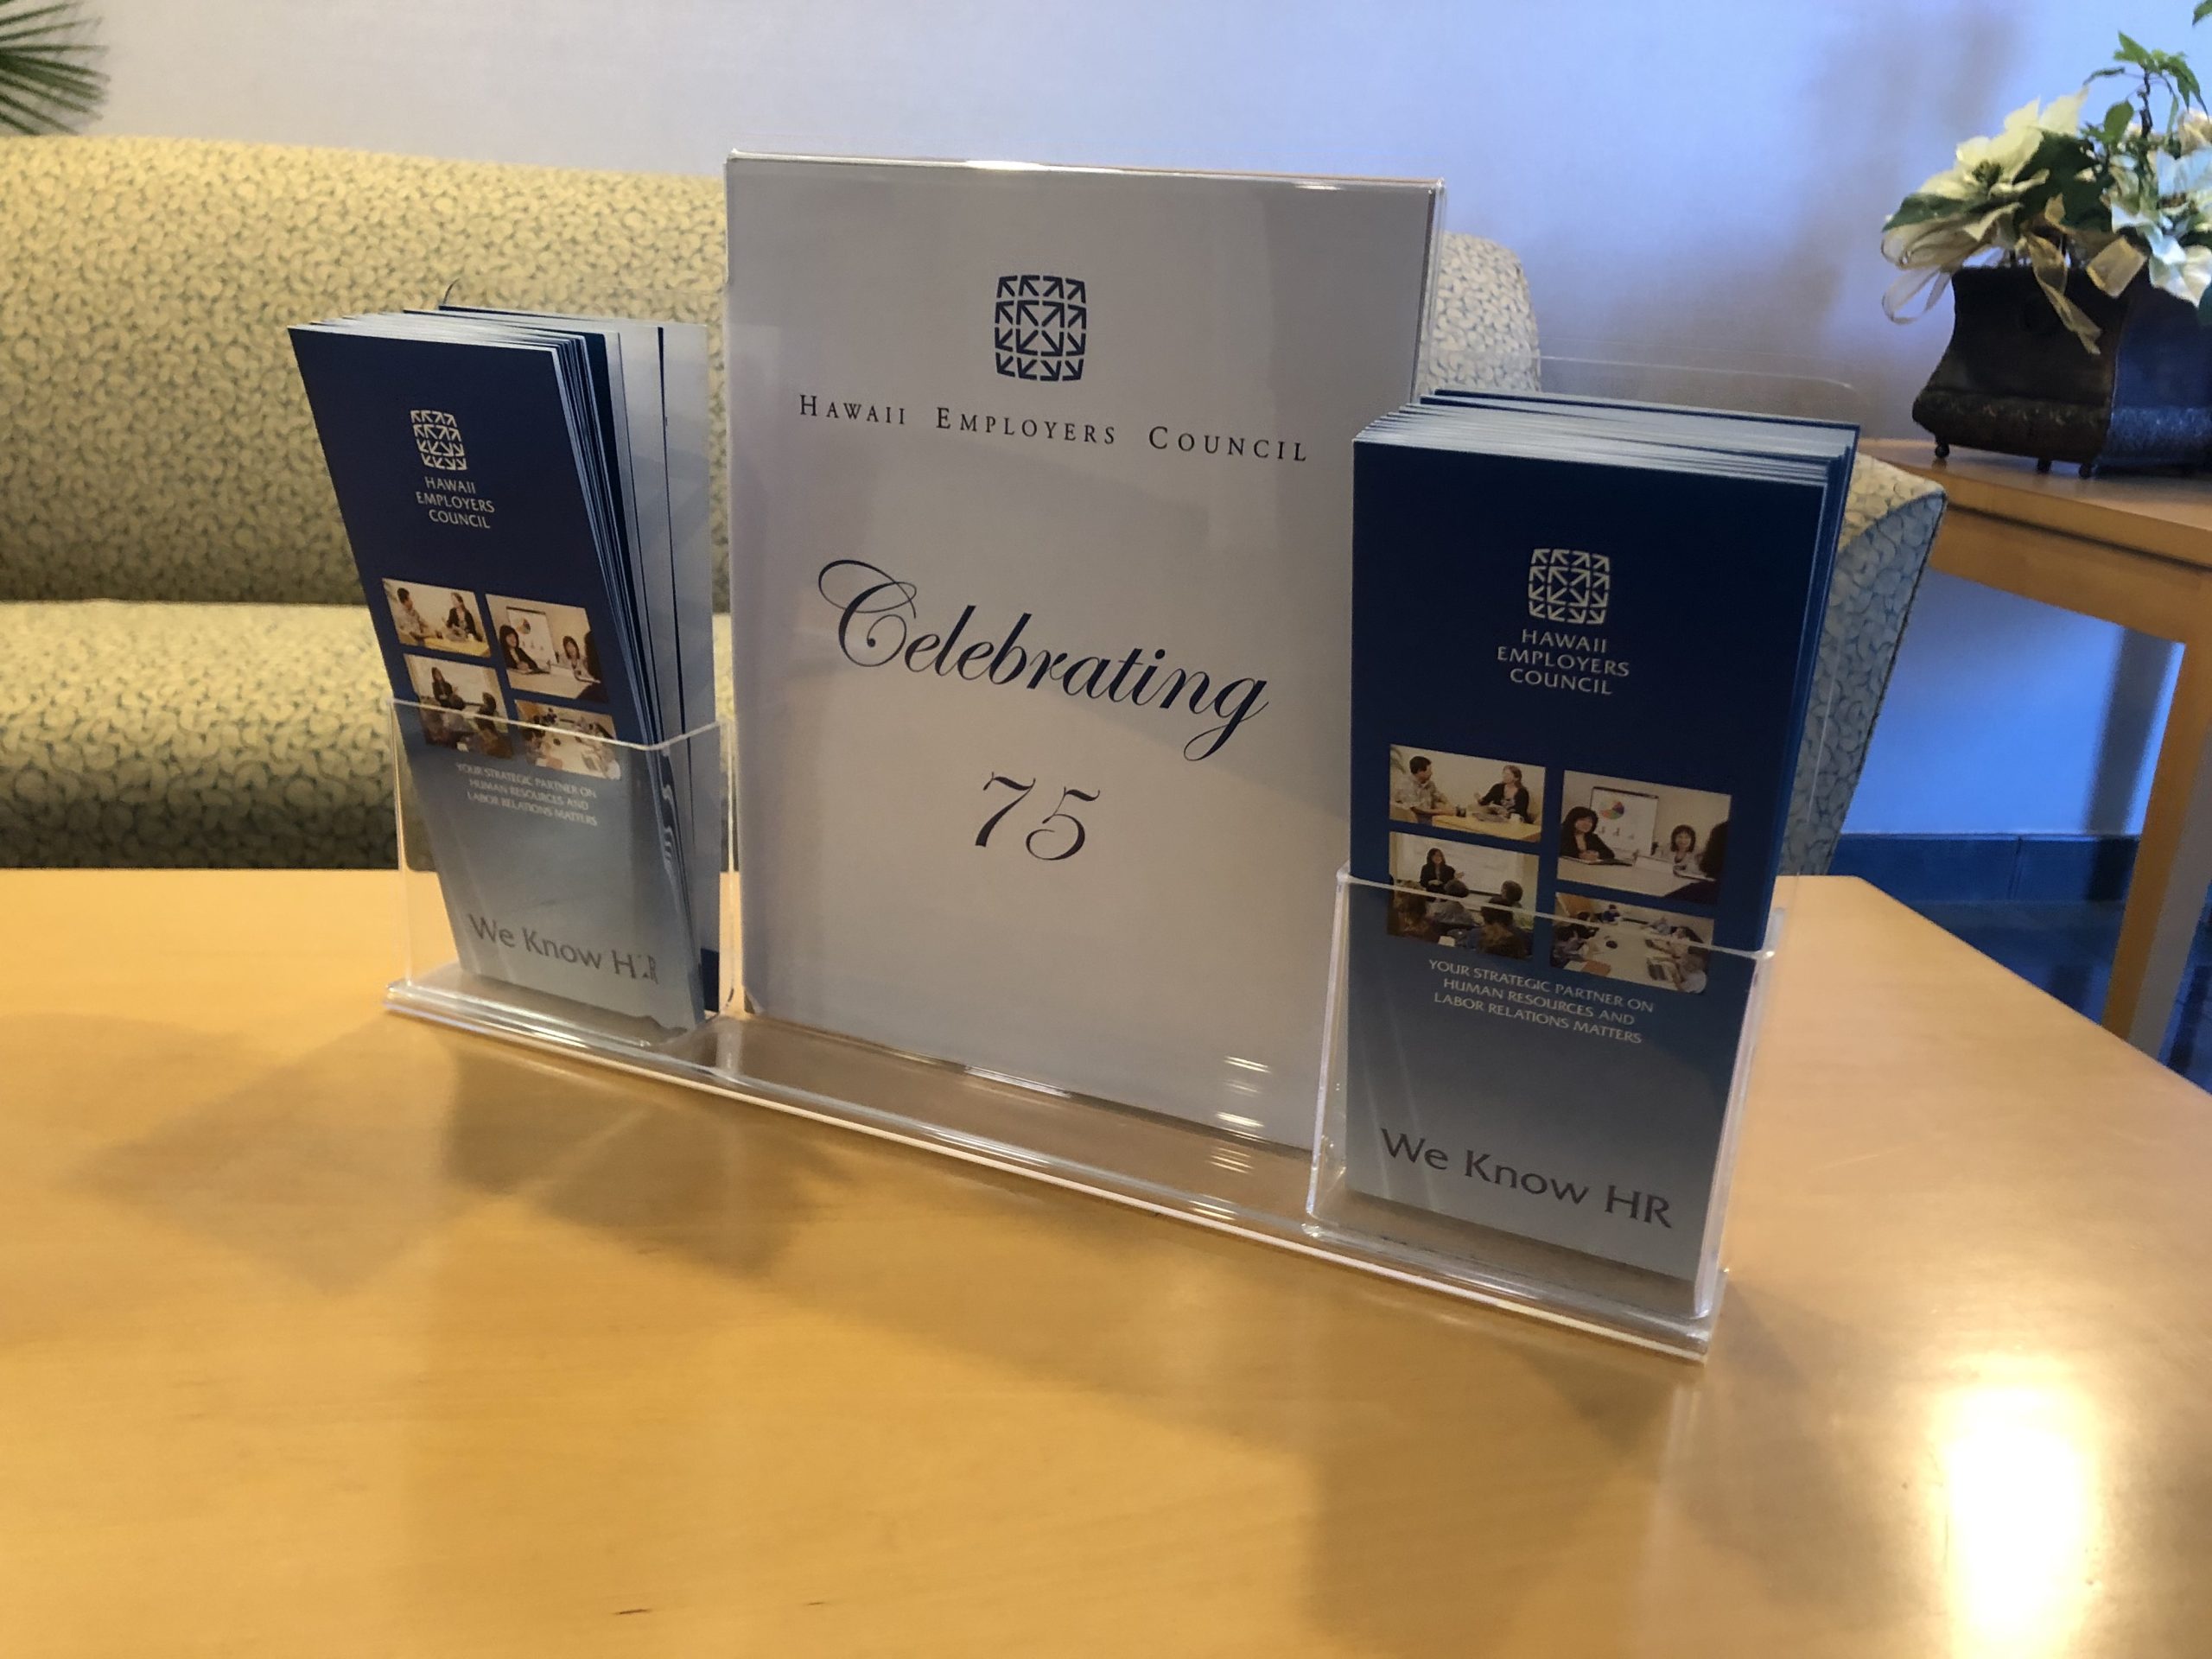 HAWAII
EMPLOYERS
COUNCIL
YOUR STRATEGIC PARTNER ON
HUMAN RESOURCES AND
LABOR RELATIONS MATTERS
We Know HR
HAWAII EMPLOYERS COUNCIL
Celebrating
75
HAWAII
EMPLOYERS
COUNCIL
YOUR STRATEGIC PARTNER ON
HUMAN RESOURCES AND
LABOR RELATIONS MATTERS
We Know HR